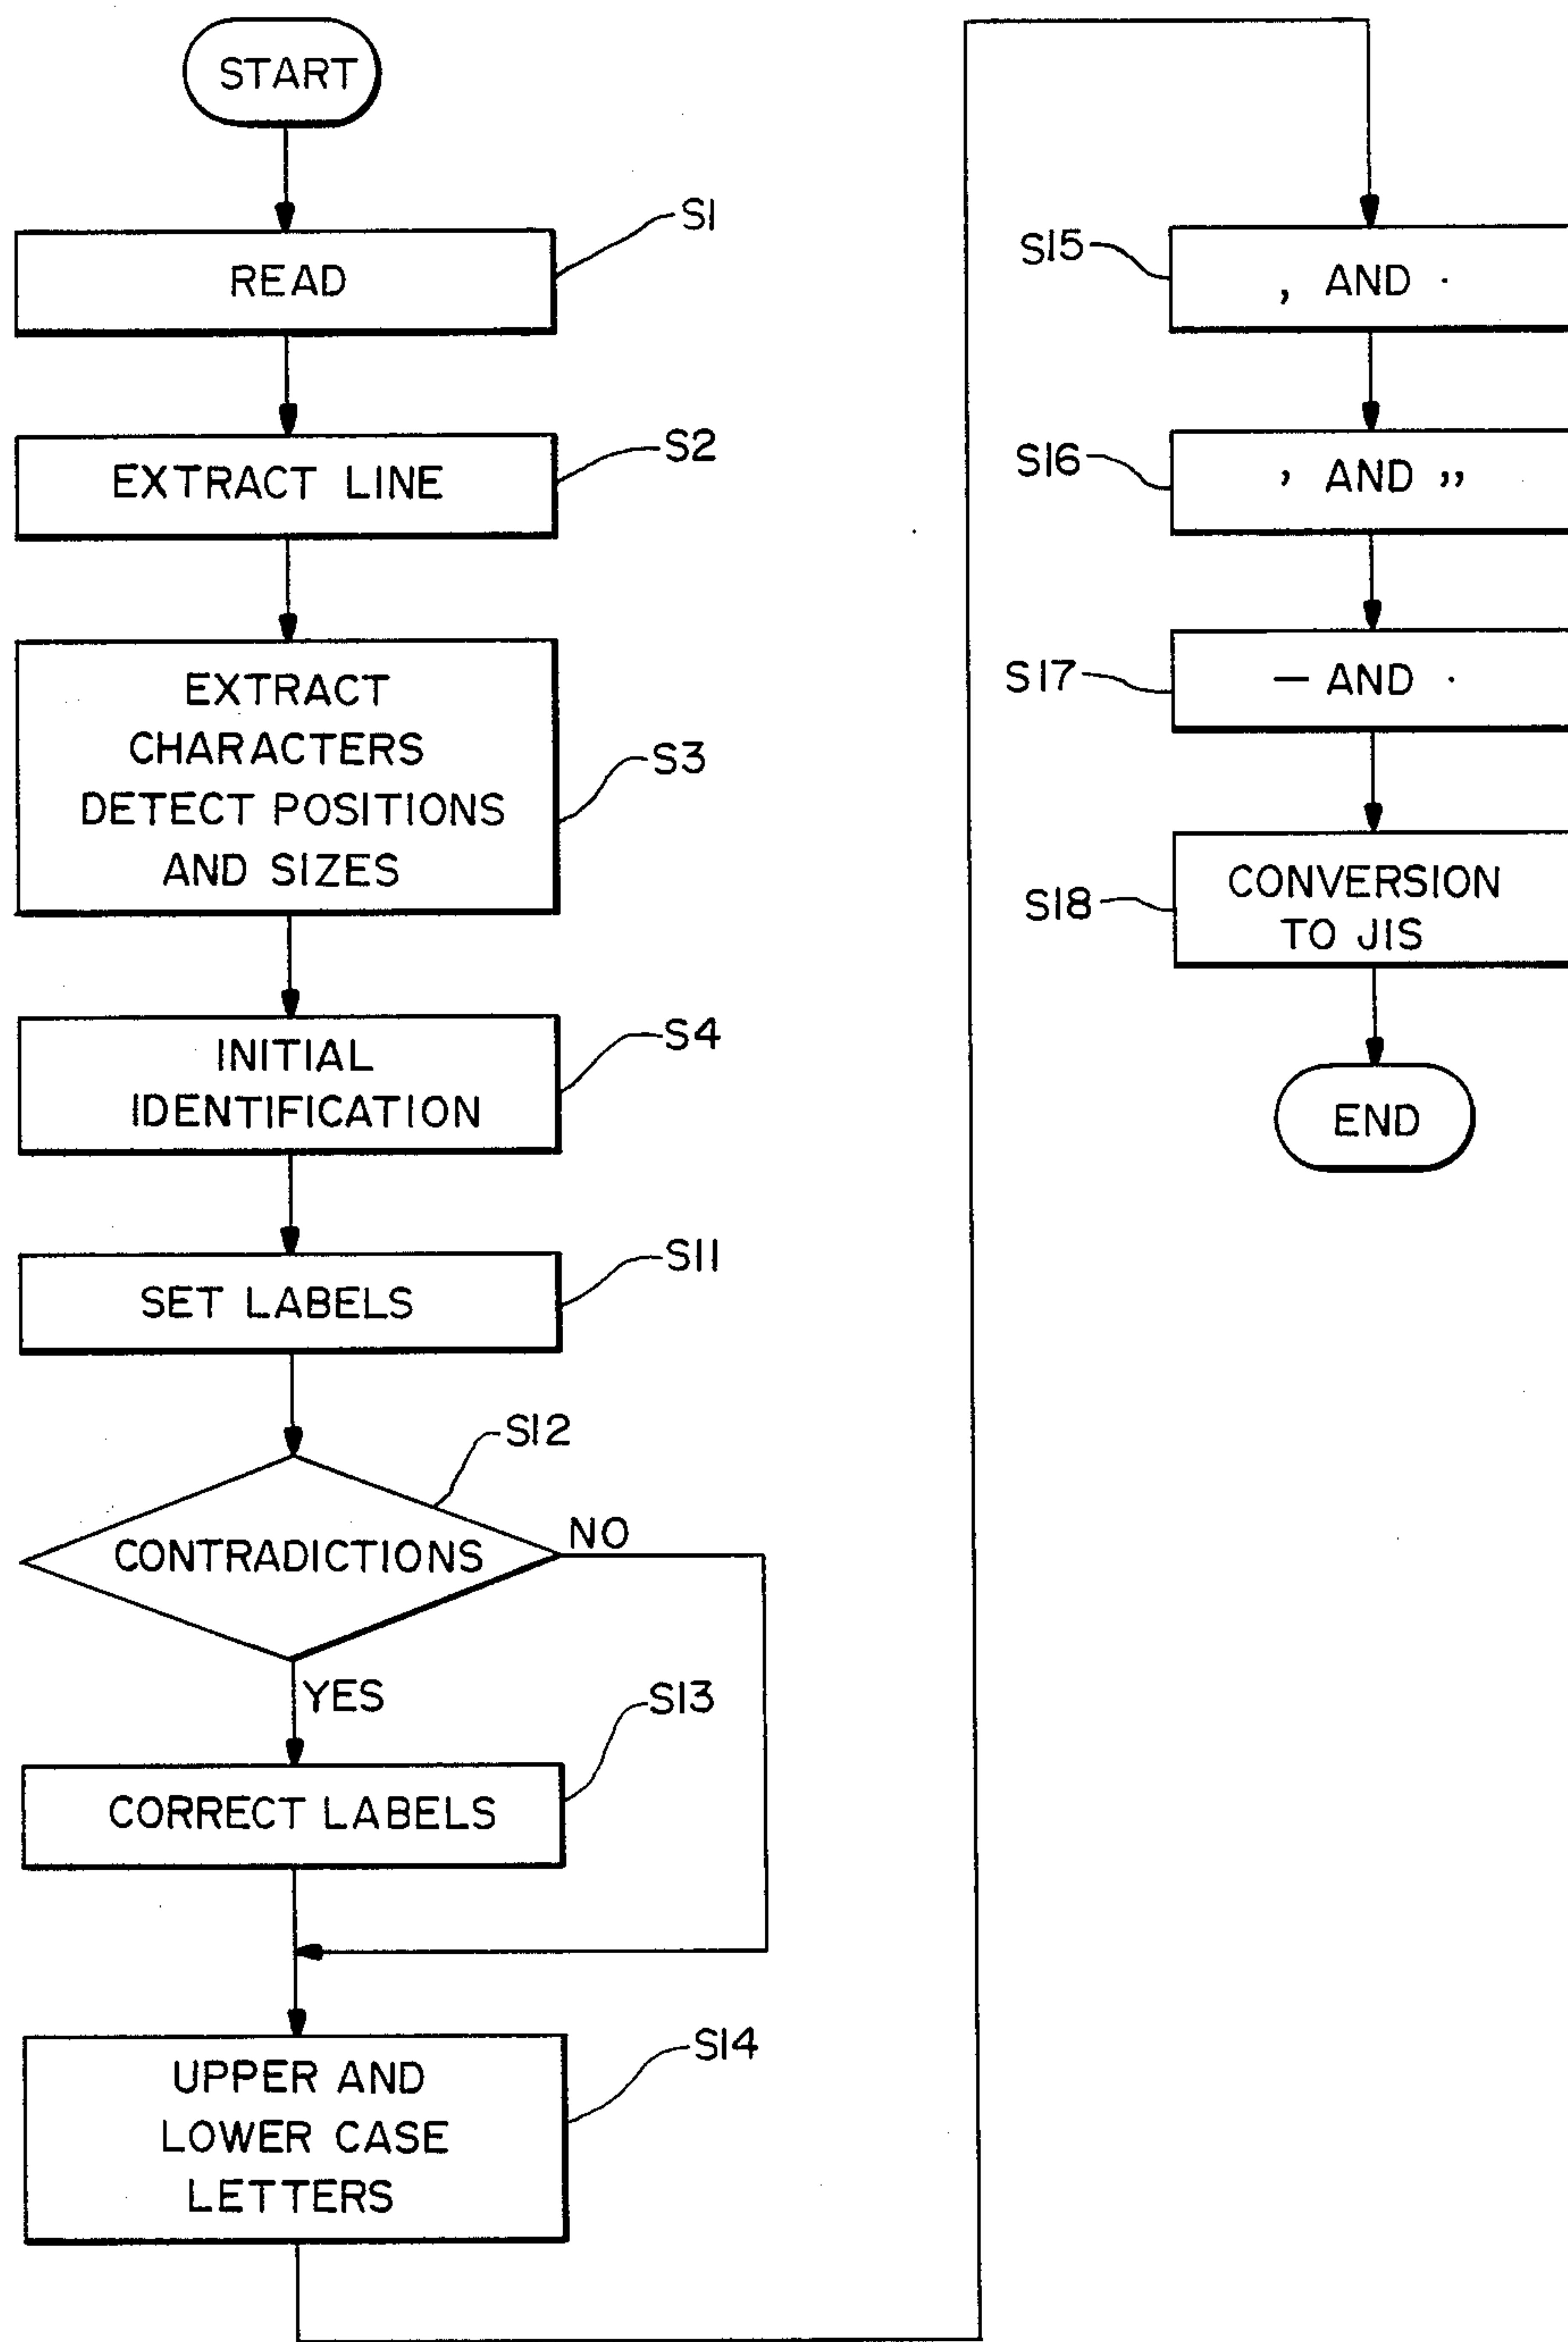 START
S1
READ
S2
EXTRACT LINE
S3
EXTRACT
CHARACTERS
DETECT POSITIONS
AND SIZES
S4
INITIAL
IDENTIFICATION
S11
SET LABELS
S12
CONTRADICTIONS
NO
YES
S13
CORRECT LABELS
S14
UPPER AND
LOWER CASE
LETTERS
S15
, AND ·
S16
’ AND ”
S17
— AND ·
S18
CONVERSION
TO JIS
END